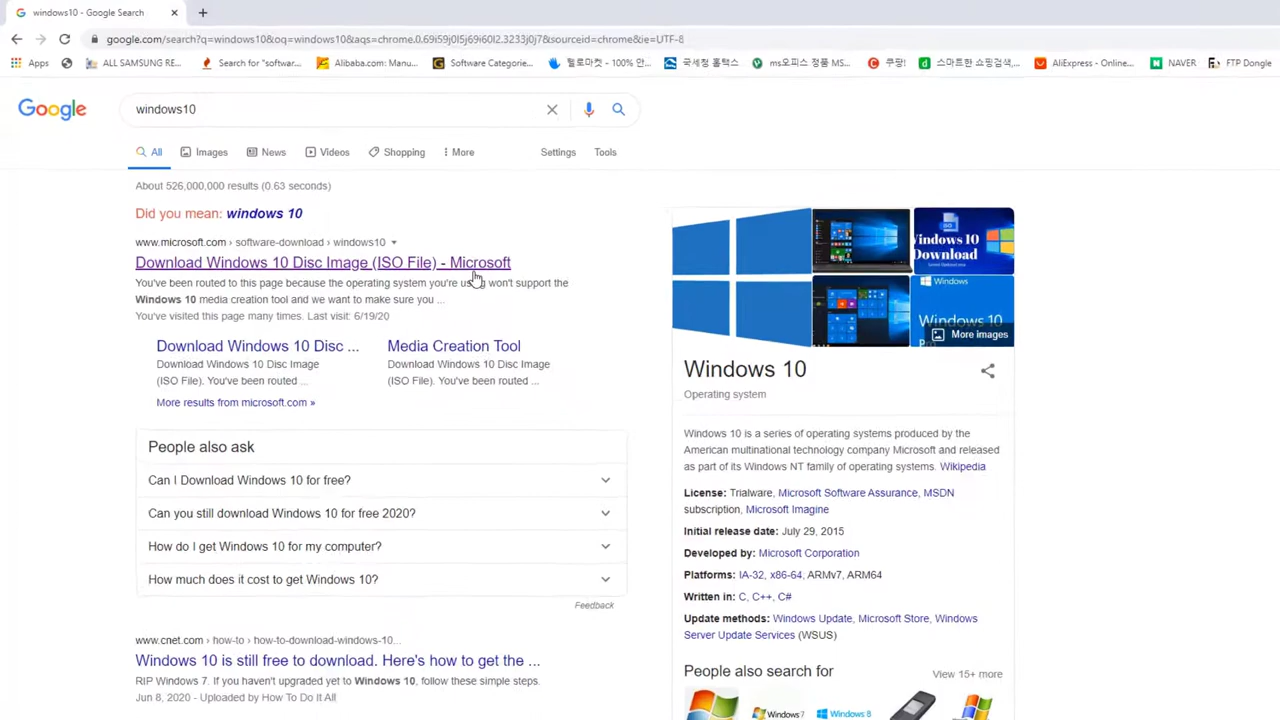 windows10 - Google Search
google.com/search?q=windows10&oq=windows10&aqs=chrome.0.69i59j0l5j69i60l2.3233j0j7&sourceid=chrome&ie=UTF-8
Apps ALL SAMSUNG RE... Search for "softwar... Alibaba.com: Manu... Software Categorie... 텔로마켓 - 100% 안... 국세청 홈택스 ms오피스 정품 MS... 쿠팡! 스마트한 쇼핑검색,... AliExpress - Online... NAVER FTP Dongle
Google
windows10
All Images News Videos Shopping More Settings Tools
About 526,000,000 results (0.63 seconds)
Did you mean: windows 10
www.microsoft.com › software-download › windows10
Download Windows 10 Disc Image (ISO File) - Microsoft
You've been routed to this page because the operating system you're using won't support the
Windows 10 media creation tool and we want to make sure you ...
You've visited this page many times. Last visit: 6/19/20
Download Windows 10 Disc ...
Download Windows 10 Disc Image
(ISO File). You've been routed ...
Media Creation Tool
Download Windows 10 Disc Image
(ISO File). You've been routed ...
More results from microsoft.com »
People also ask
Can I Download Windows 10 for free?
Can you still download Windows 10 for free 2020?
How do I get Windows 10 for my computer?
How much does it cost to get Windows 10?
Feedback
www.cnet.com › how-to › how-to-download-windows-10...
Windows 10 is still free to download. Here's how to get the ...
RIP Windows 7. If you haven't upgraded yet to Windows 10, follow these simple steps.
Jun 8, 2020 - Uploaded by How To Do It All
Windows 10
Download
Windows
Windows 10
More images
Windows 10
Operating system
Windows 10 is a series of operating systems produced by the
American multinational technology company Microsoft and released
as part of its Windows NT family of operating systems. Wikipedia
License: Trialware, Microsoft Software Assurance, MSDN
subscription, Microsoft Imagine
Initial release date: July 29, 2015
Developed by: Microsoft Corporation
Platforms: IA-32, x86-64, ARMv7, ARM64
Written in: C, C++, C#
Update methods: Windows Update, Microsoft Store, Windows
Server Update Services (WSUS)
People also search for
View 15+ more
Windows7
Windows 8